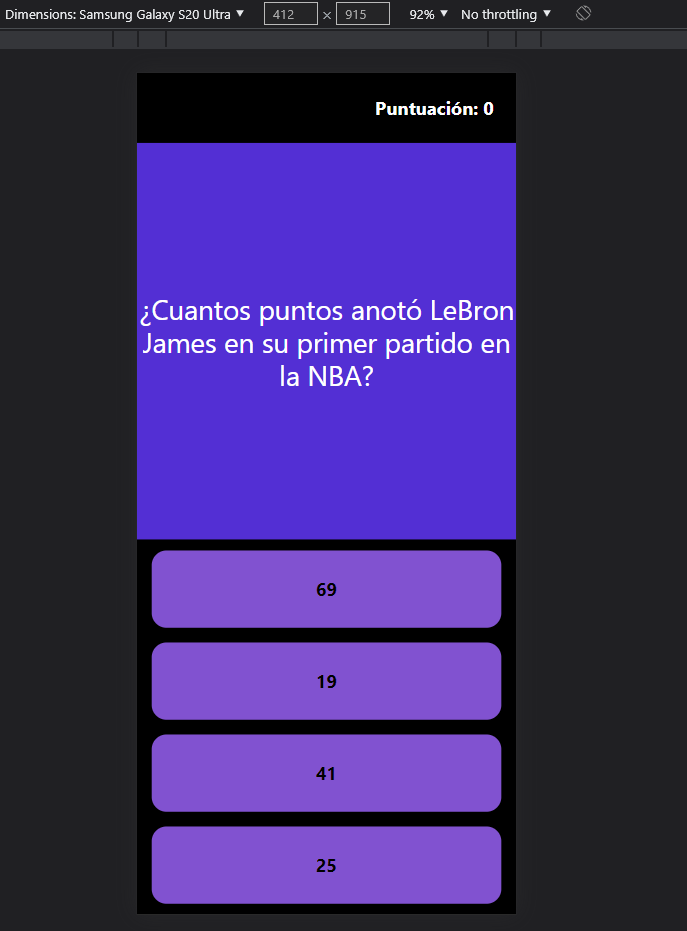 Dimensions: Samsung Galaxy S20 Ultra ▼ 412 × 915 92% ▼ No throttling ▼
Puntuación: 0
¿Cuantos puntos anotó LeBron
James en su primer partido en
la NBA?
69
19
41
25